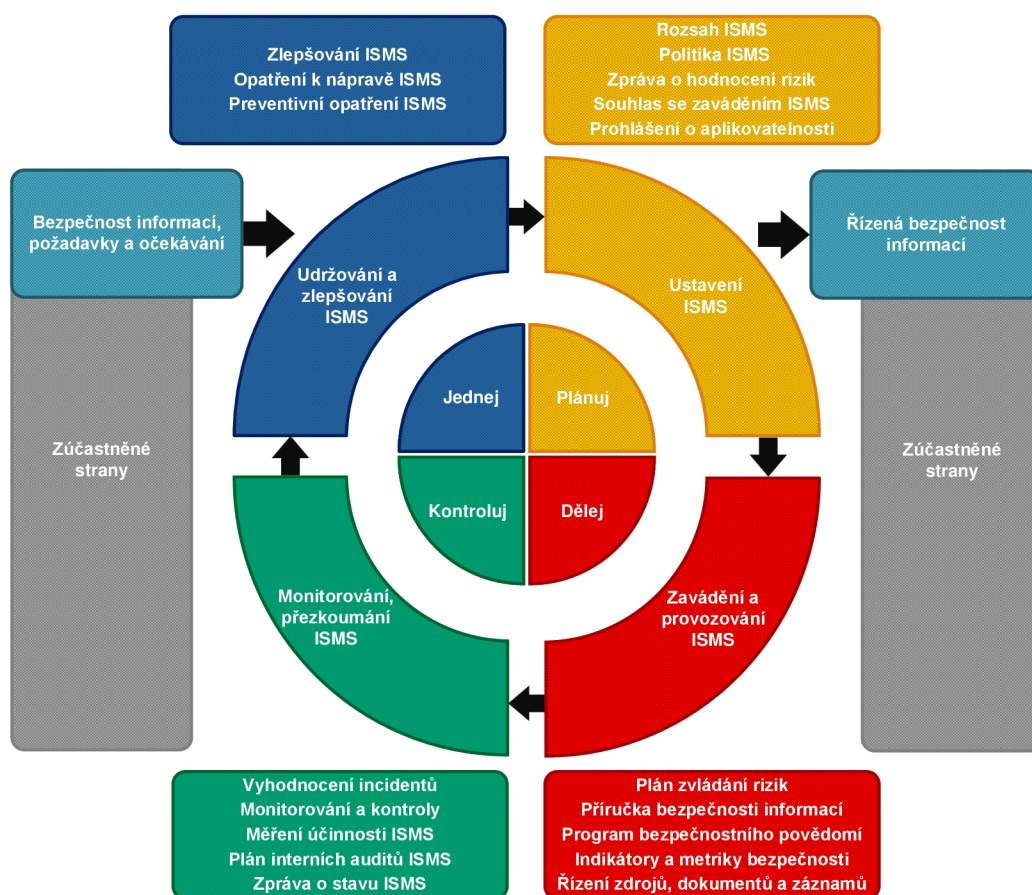 Zlepšování ISMS
Opatření k nápravě ISMS
Preventivní opatření ISMS
Rozsah ISMS
Politika ISMS
Zpráva o hodnocení rizik
Souhlas se zaváděním ISMS
Prohlášení o aplikovatelnosti
Bezpečnost informací,
požadavky a očekávání
Řízená bezpečnost
informací
Udržování a
zlepšování
ISMS
Ustavení
ISMS
Jednej
Plánuj
Zúčastněné
strany
Zúčastněné
strany
Kontroluj
Dělej
Monitorování,
přezkoumání
ISMS
Zavádění a
provozování
ISMS
Vyhodnocení incidentů
Monitorování a kontroly
Měření účinnosti ISMS
Plán interních auditů ISMS
Zpráva o stavu ISMS
Plán zvládání rizik
Příručka bezpečnosti informací
Program bezpečnostního povědomí
Indikátory a metriky bezpečnosti
Řízení zdrojů, dokumentů a záznamů